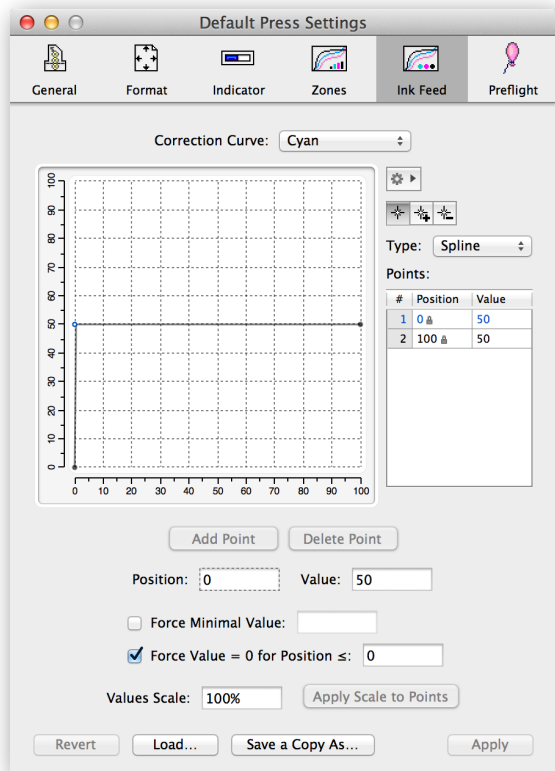 Default Press Settings
General Format Indicator Zones Ink Feed Preflight
Correction Curve: Cyan
100
90
80
70
60
50
40
30
20
10
0
0 10 20 30 40 50 60 70 80 90 100
Type: Spline
Points:
# Position Value
1 0 50
2 100 50
Add Point Delete Point
Position: 0 Value: 50
Force Minimal Value:
Force Value = 0 for Position ≤: 0
Values Scale: 100% Apply Scale to Points
Revert Load... Save a Copy As... Apply